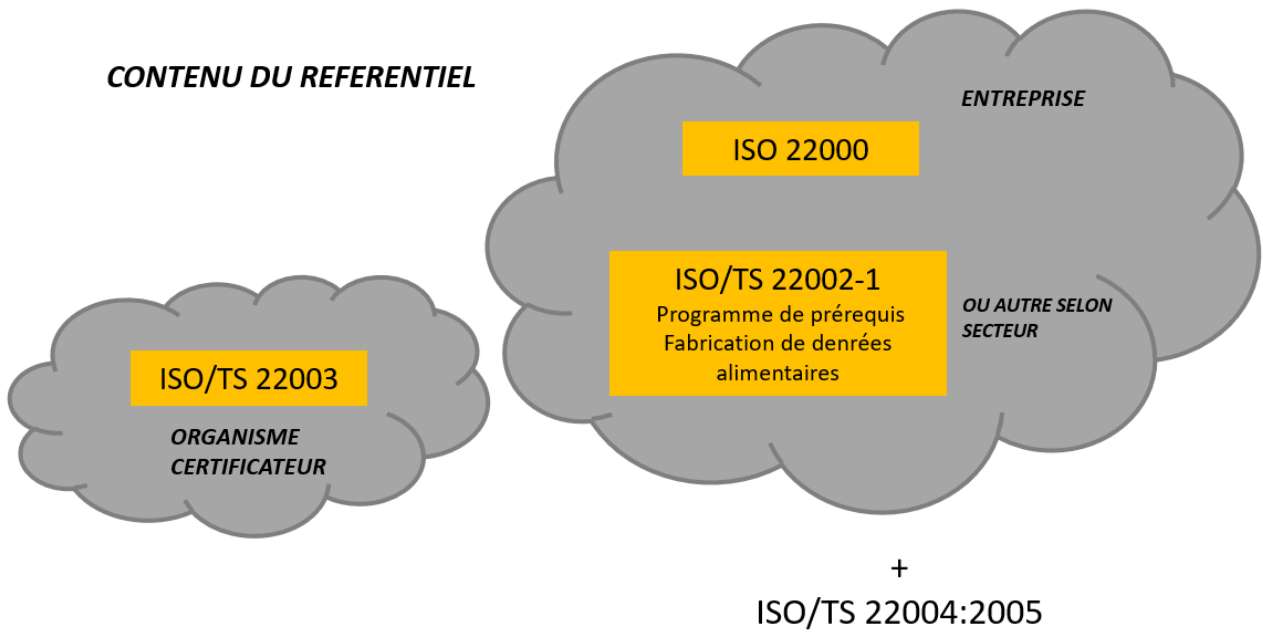 CONTENU DU REFERENTIEL
ENTREPRISE
ISO 22000
ISO/TS 22002-1
Programme de prérequis
Fabrication de denrées
alimentaires
OU AUTRE SELON
SECTEUR
ISO/TS 22003
ORGANISME
CERTIFICATEUR
+
ISO/TS 22004:2005